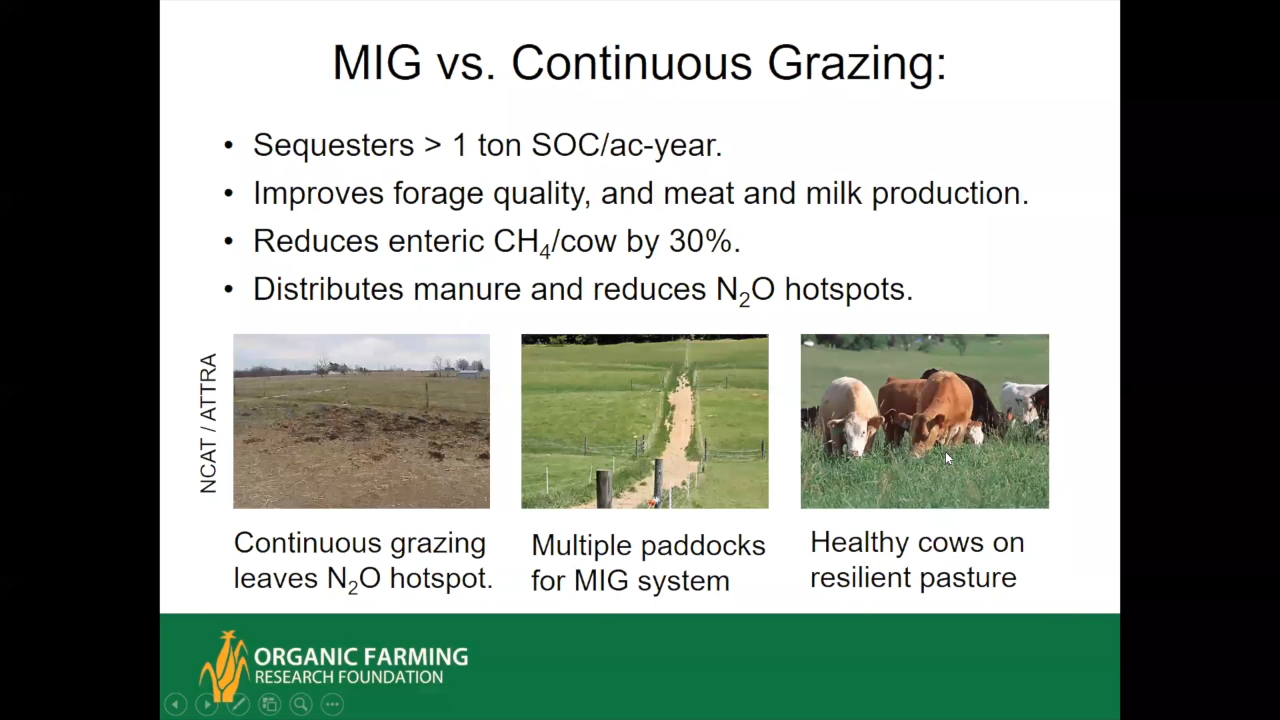 MIG vs. Continuous Grazing:
• Sequesters > 1 ton SOC/ac-year.
• Improves forage quality, and meat and milk production.
• Reduces enteric CH₄/cow by 30%.
• Distributes manure and reduces N₂O hotspots.
NCAT / ATTRA
Continuous grazing
leaves N₂O hotspot.
Multiple paddocks
for MIG system
Healthy cows on
resilient pasture
ORGANIC FARMING
RESEARCH FOUNDATION